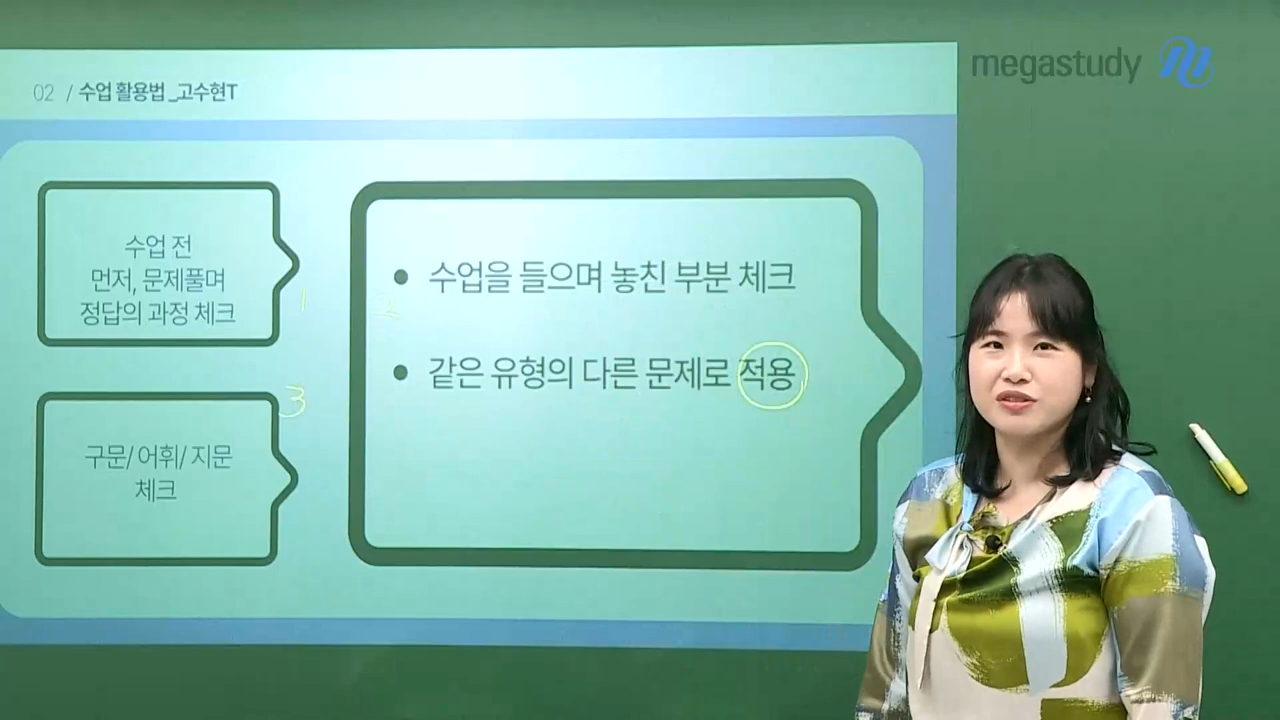 02 / 수업 활용법_고수현T
megastudy
수업 전
먼저, 문제풀며
정답의 과정 체크
1
3
구문/ 어휘/ 지문
체크
• 수업을 들으며 놓친 부분 체크
• 같은 유형의 다른 문제로 적용